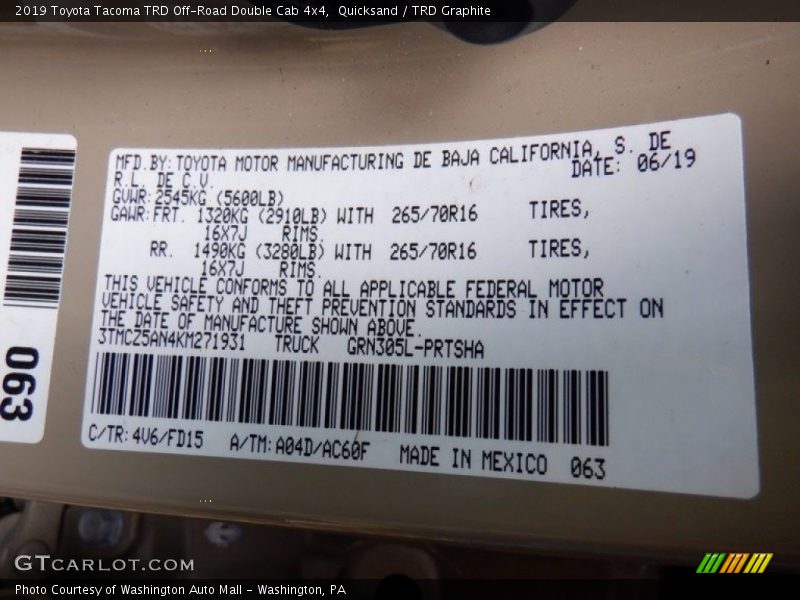 2019 Toyota Tacoma TRD Off-Road Double Cab 4x4,  Quicksand / TRD Graphite
MFD.BY:TOYOTA MOTOR MANUFACTURING DE BAJA CALIFORNIA, S. DE
R.L. DE C.V.
DATE: 06/19
GVWR:2545KG (5600LB)
GAWR:FRT. 1320KG (2910LB) WITH 265/70R16 TIRES,
16X7J RIMS.
RR. 1490KG (3280LB) WITH 265/70R16 TIRES,
16X7J RIMS.
THIS VEHICLE CONFORMS TO ALL APPLICABLE FEDERAL MOTOR
VEHICLE SAFETY AND THEFT PREVENTION STANDARDS IN EFFECT ON
THE DATE OF MANUFACTURE SHOWN ABOVE.
3TMCZ5AN4KM271931 TRUCK GRN305L-PRTSHA
C/TR:4V6/FD15 A/TM:A04D/AC60F MADE IN MEXICO 063
063
GTCARLOT.COM
Photo Courtesy of Washington Auto Mall - Washington, PA